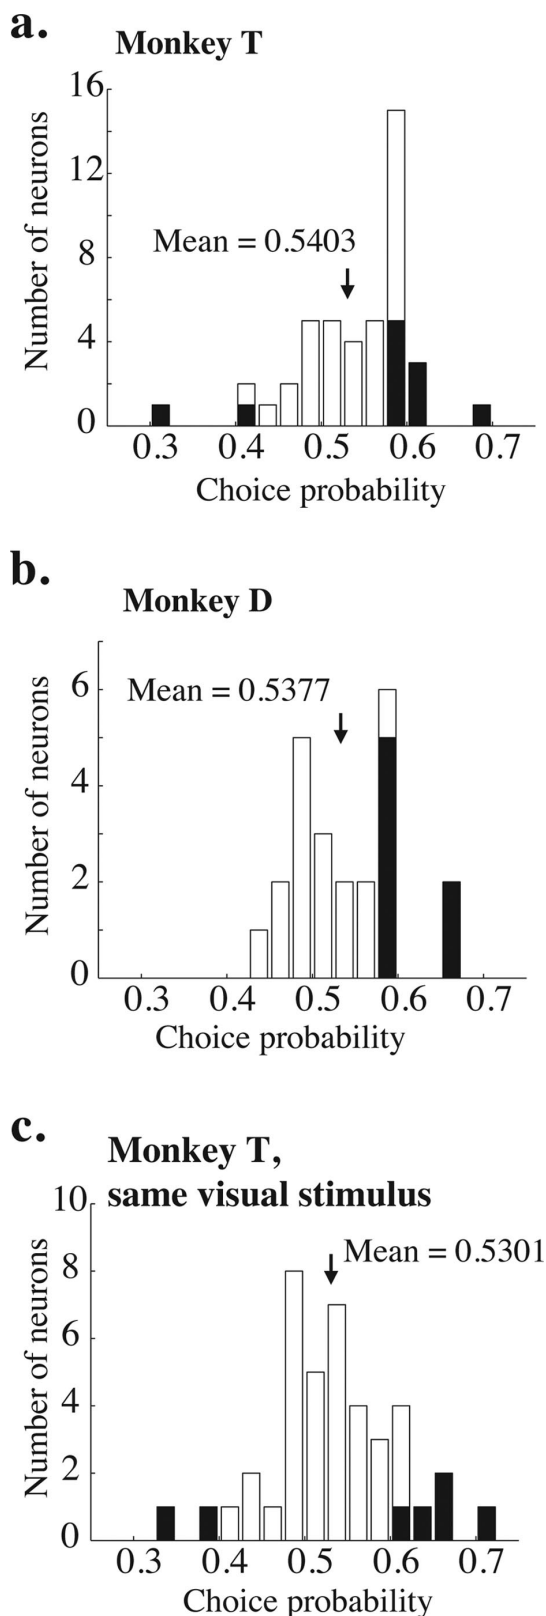 a.
Monkey T
Number of neurons
16
12
8
4
0
Mean = 0.5403
0.3 0.4 0.5 0.6 0.7
Choice probability
b.
Monkey D
Number of neurons
6
4
2
0
Mean = 0.5377
0.3 0.4 0.5 0.6 0.7
Choice probability
c.
Monkey T,
same visual stimulus
Number of neurons
10
8
6
4
2
0
Mean = 0.5301
0.3 0.4 0.5 0.6 0.7
Choice probability